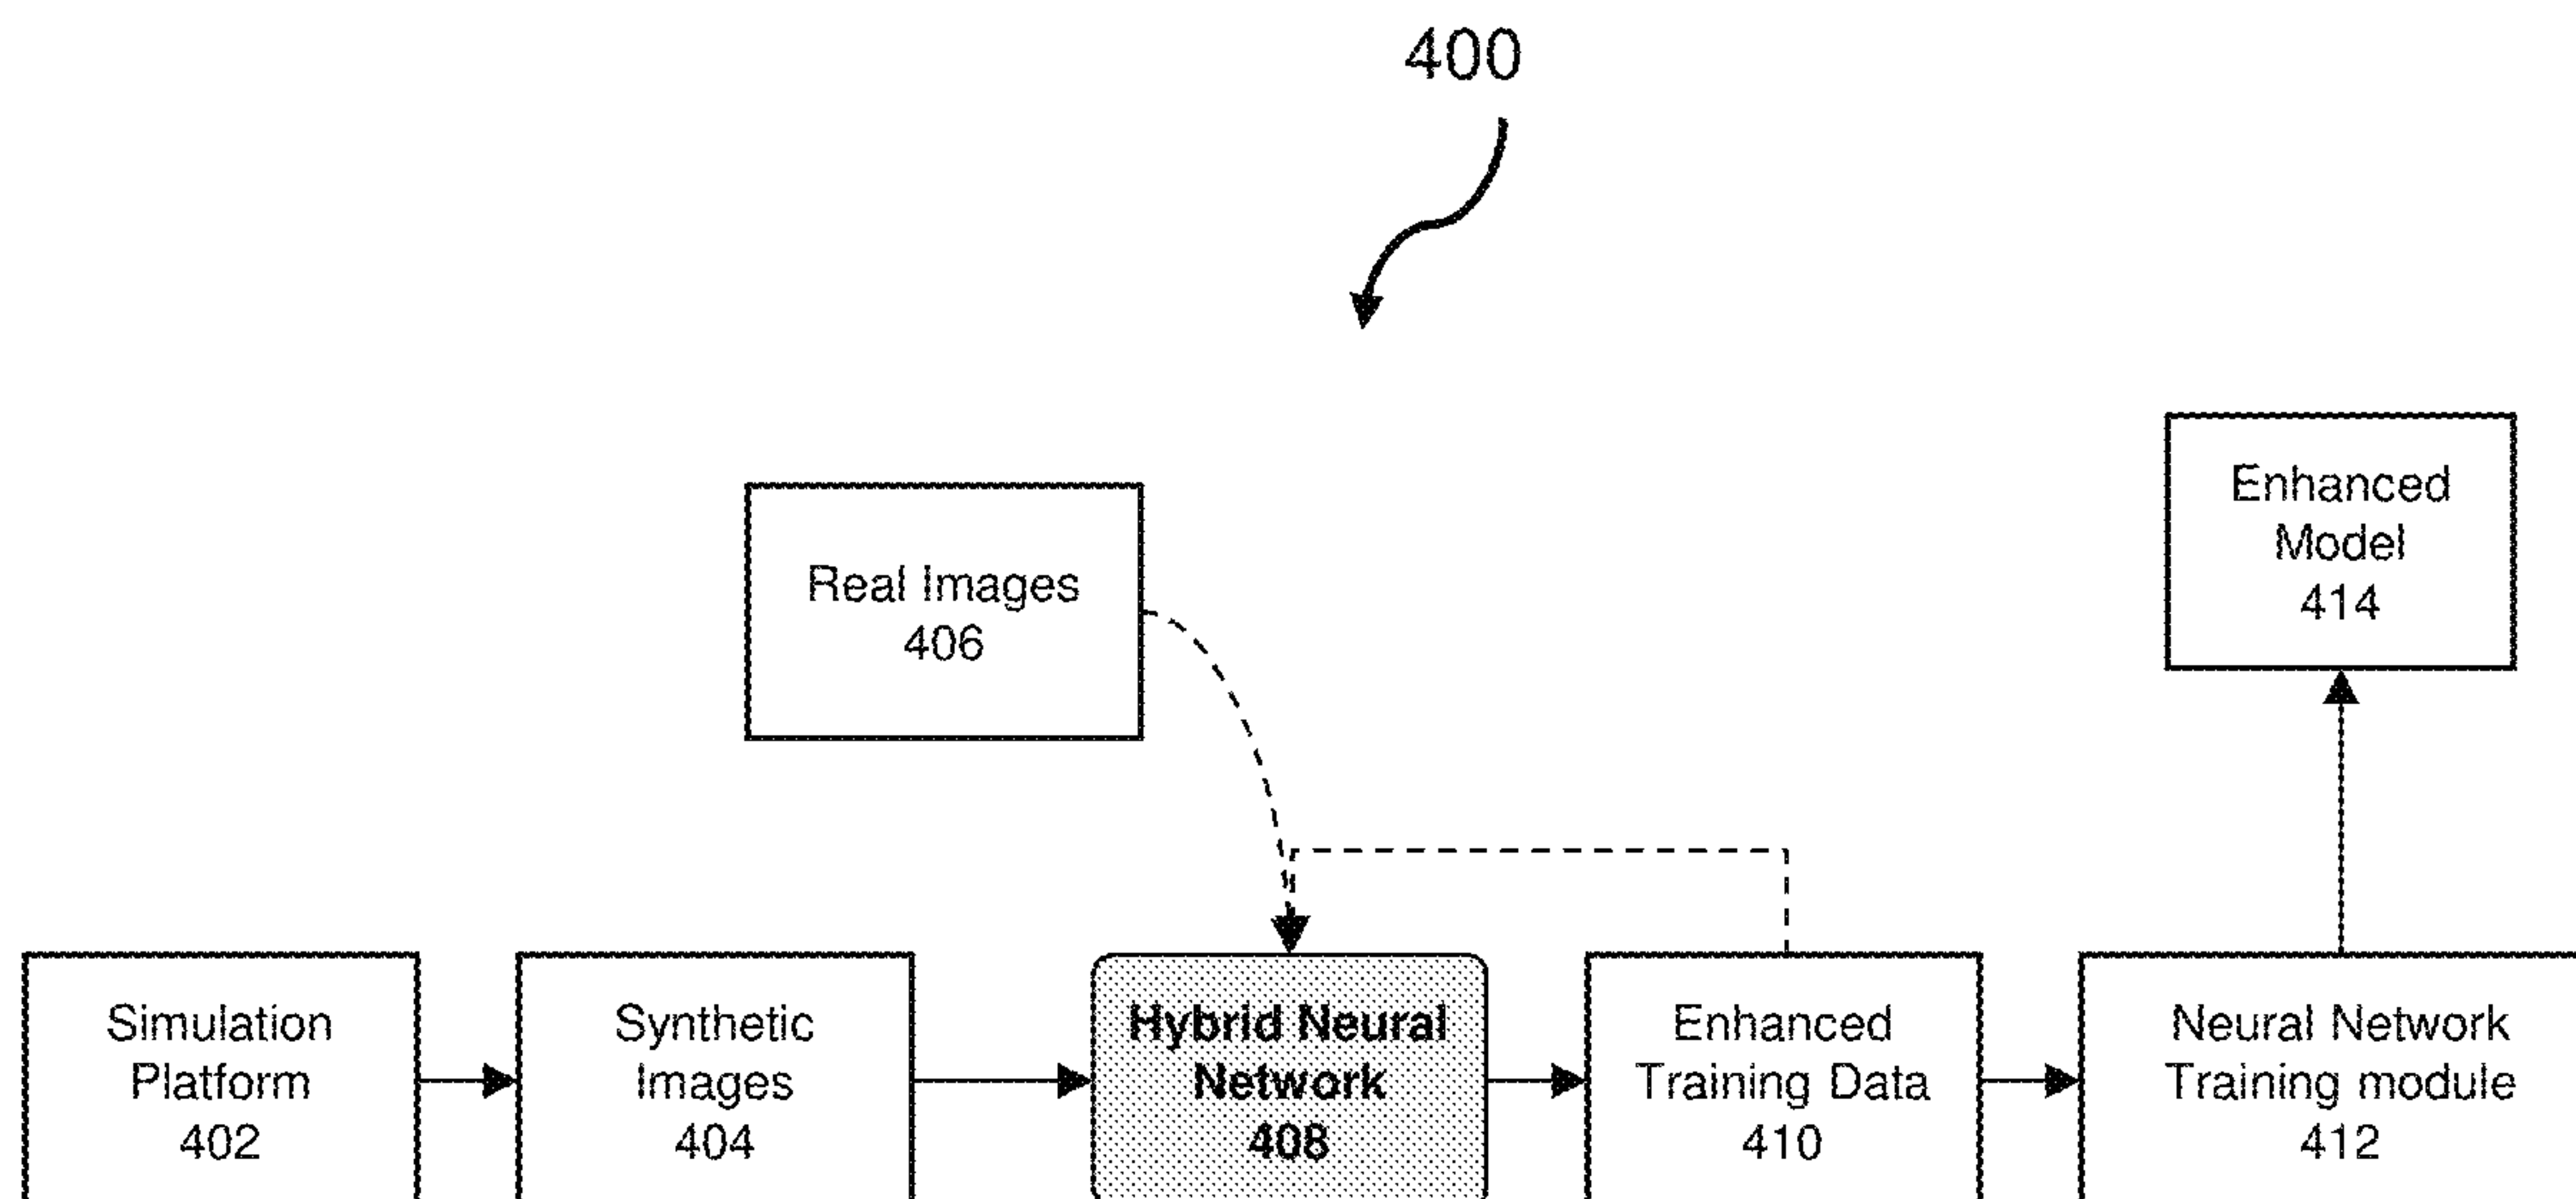 400
Enhanced
Model
414
Real Images
406
Simulation
Platform
402
Synthetic
Images
404
Hybrid Neural
Network
408
Enhanced
Training Data
410
Neural Network
Training module
412